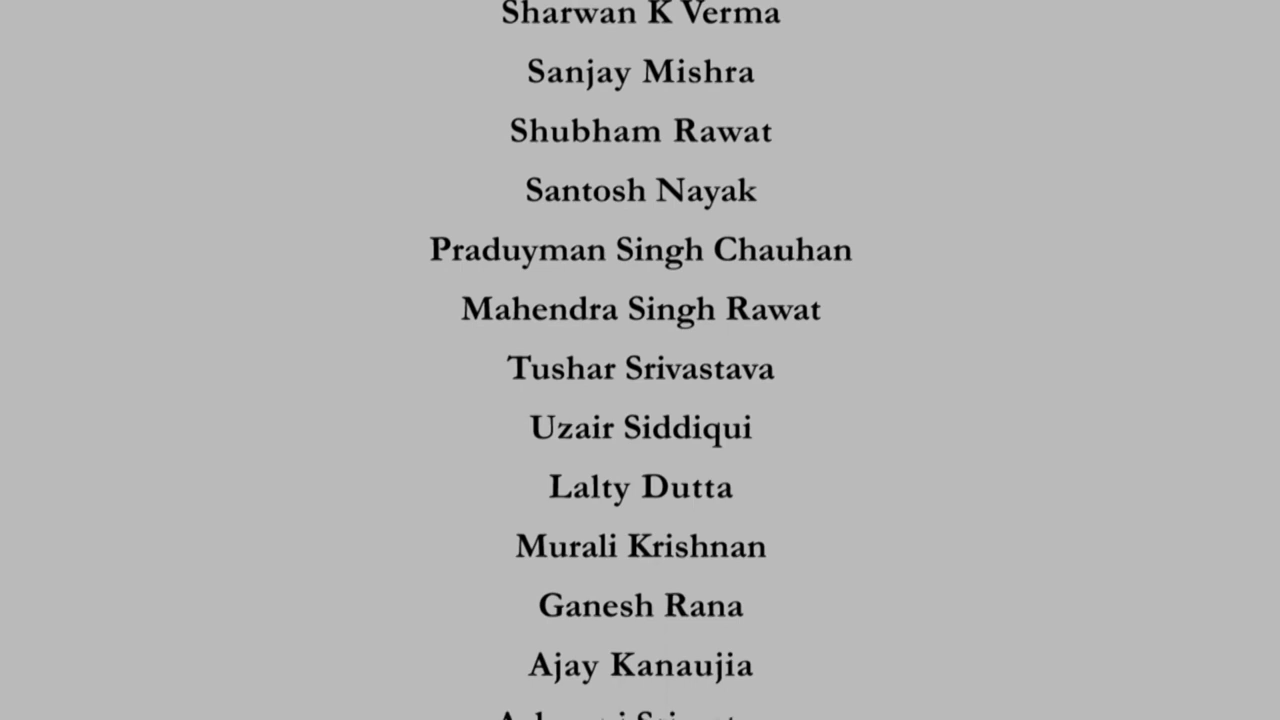 Sharwan K Verma
Sanjay Mishra
Shubham Rawat
Santosh Nayak
Praduyman Singh Chauhan
Mahendra Singh Rawat
Tushar Srivastava
Uzair Siddiqui
Lalty Dutta
Murali Krishnan
Ganesh Rana
Ajay Kanaujia